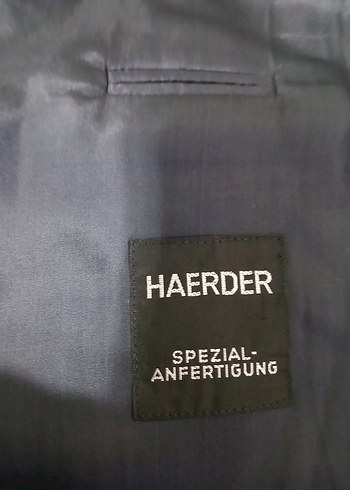 HAERDER
SPEZIAL-
ANFERTIGUNG